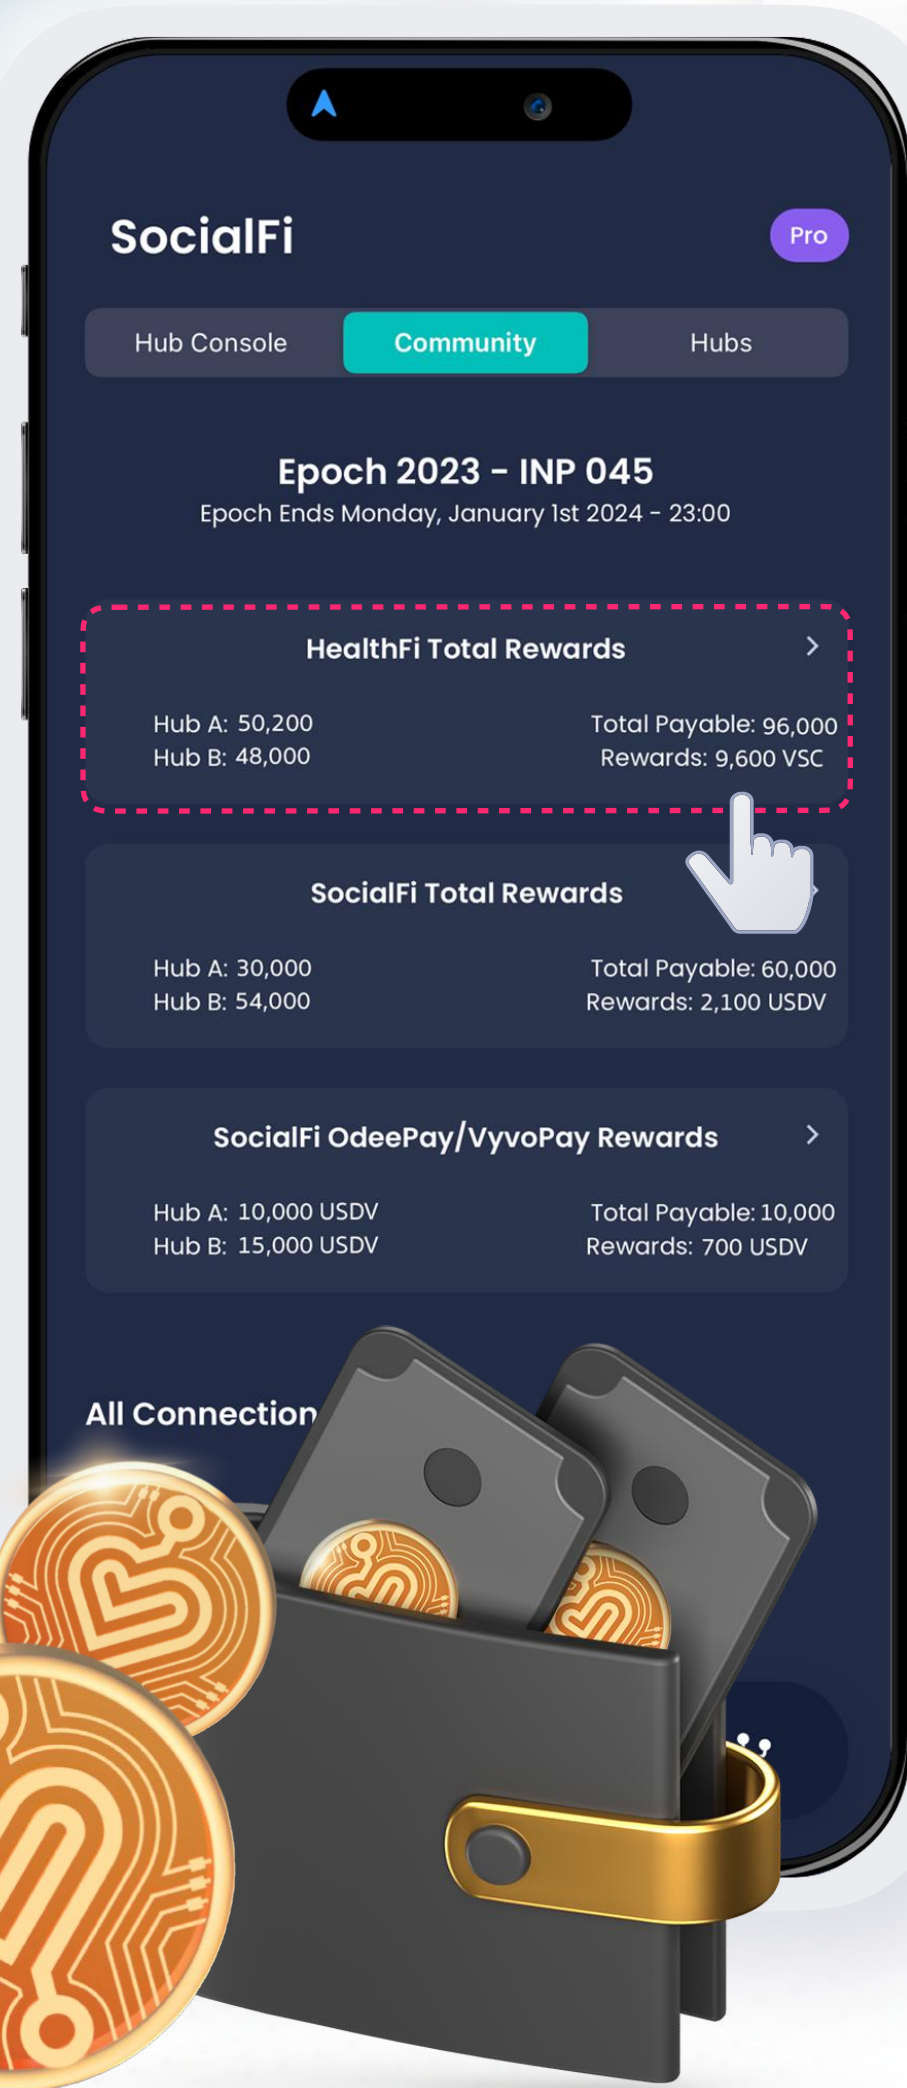 SocialFi
Pro
Hub Console
Community
Hubs
Epoch 2023 - INP 045
Epoch Ends Monday, January 1st 2024 - 23:00
HealthFi Total Rewards
Hub A: 50,200
Total Payable: 96,000
Hub B: 48,000
Rewards: 9,600 VSC
SocialFi Total Rewards
Hub A: 30,000
Total Payable: 60,000
Hub B: 54,000
Rewards: 2,100 USDV
SocialFi OdeePay/VyvoPay Rewards
Hub A: 10,000 USDV
Total Payable: 10,000
Hub B: 15,000 USDV
Rewards: 700 USDV
All Connection